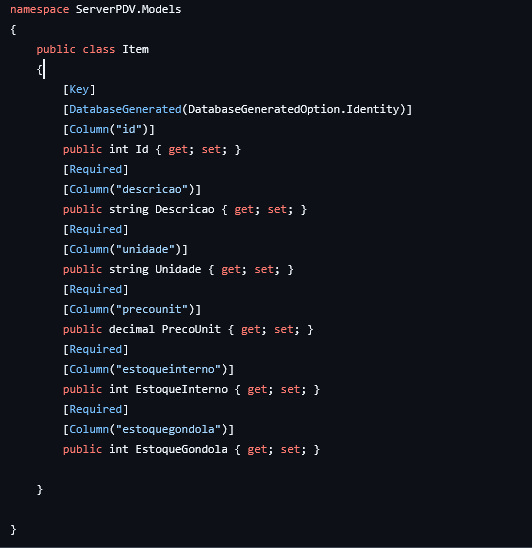 namespace ServerPDV.Models
{
    public class Item
    {
        [Key]
        [DatabaseGenerated(DatabaseGeneratedOption.Identity)]
        [Column("id")]
        public int Id { get; set; }
        [Required]
        [Column("descricao")]
        public string Descricao { get; set; }
        [Required]
        [Column("unidade")]
        public string Unidade { get; set; }
        [Required]
        [Column("precounit")]
        public decimal PrecoUnit { get; set; }
        [Required]
        [Column("estoqueinterno")]
        public int EstoqueInterno { get; set; }
        [Required]
        [Column("estoquegondola")]
        public int EstoqueGondola { get; set; }
    }
}